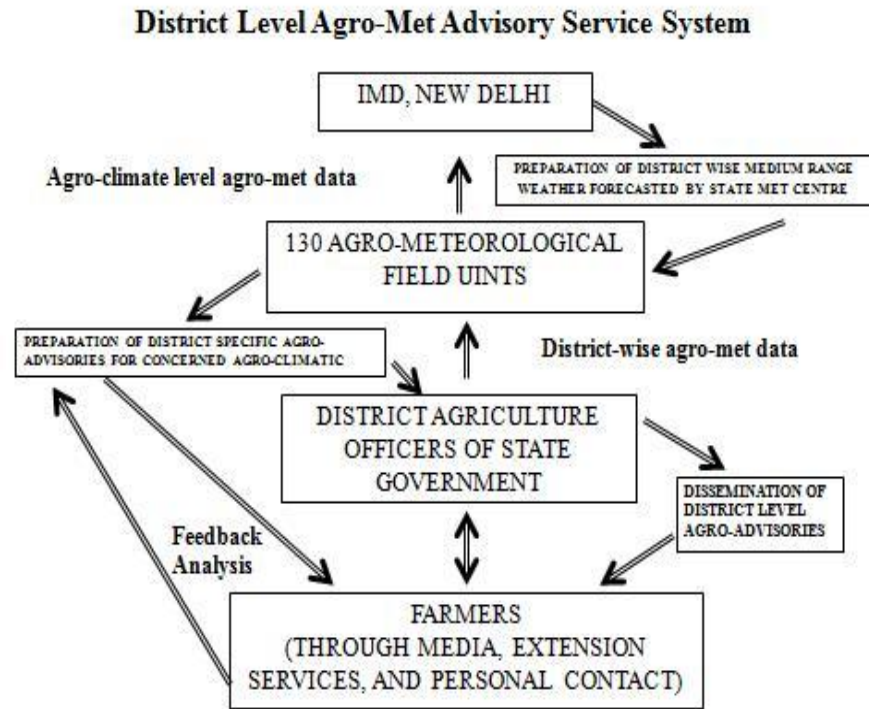 District Level Agro-Met Advisory Service System
IMD, NEW DELHI
Agro-climate level agro-met data
PREPARATION OF DISTRICT WISE MEDIUM RANGE
WEATHER FORECASTED BY STATE MET CENTRE
130 AGRO-METEOROLOGICAL
FIELD UINTS
PREPARATION OF DISTRICT SPECIFIC AGRO-
ADVISORIES FOR CONCERNED AGRO-CLIMATIC
District-wise agro-met data
DISTRICT AGRICULTURE
OFFICERS OF STATE
GOVERNMENT
DISSEMINATION OF
DISTRICT LEVEL
AGRO-ADVISORIES
Feedback
Analysis
FARMERS
(THROUGH MEDIA, EXTENSION
SERVICES, AND PERSONAL CONTACT)